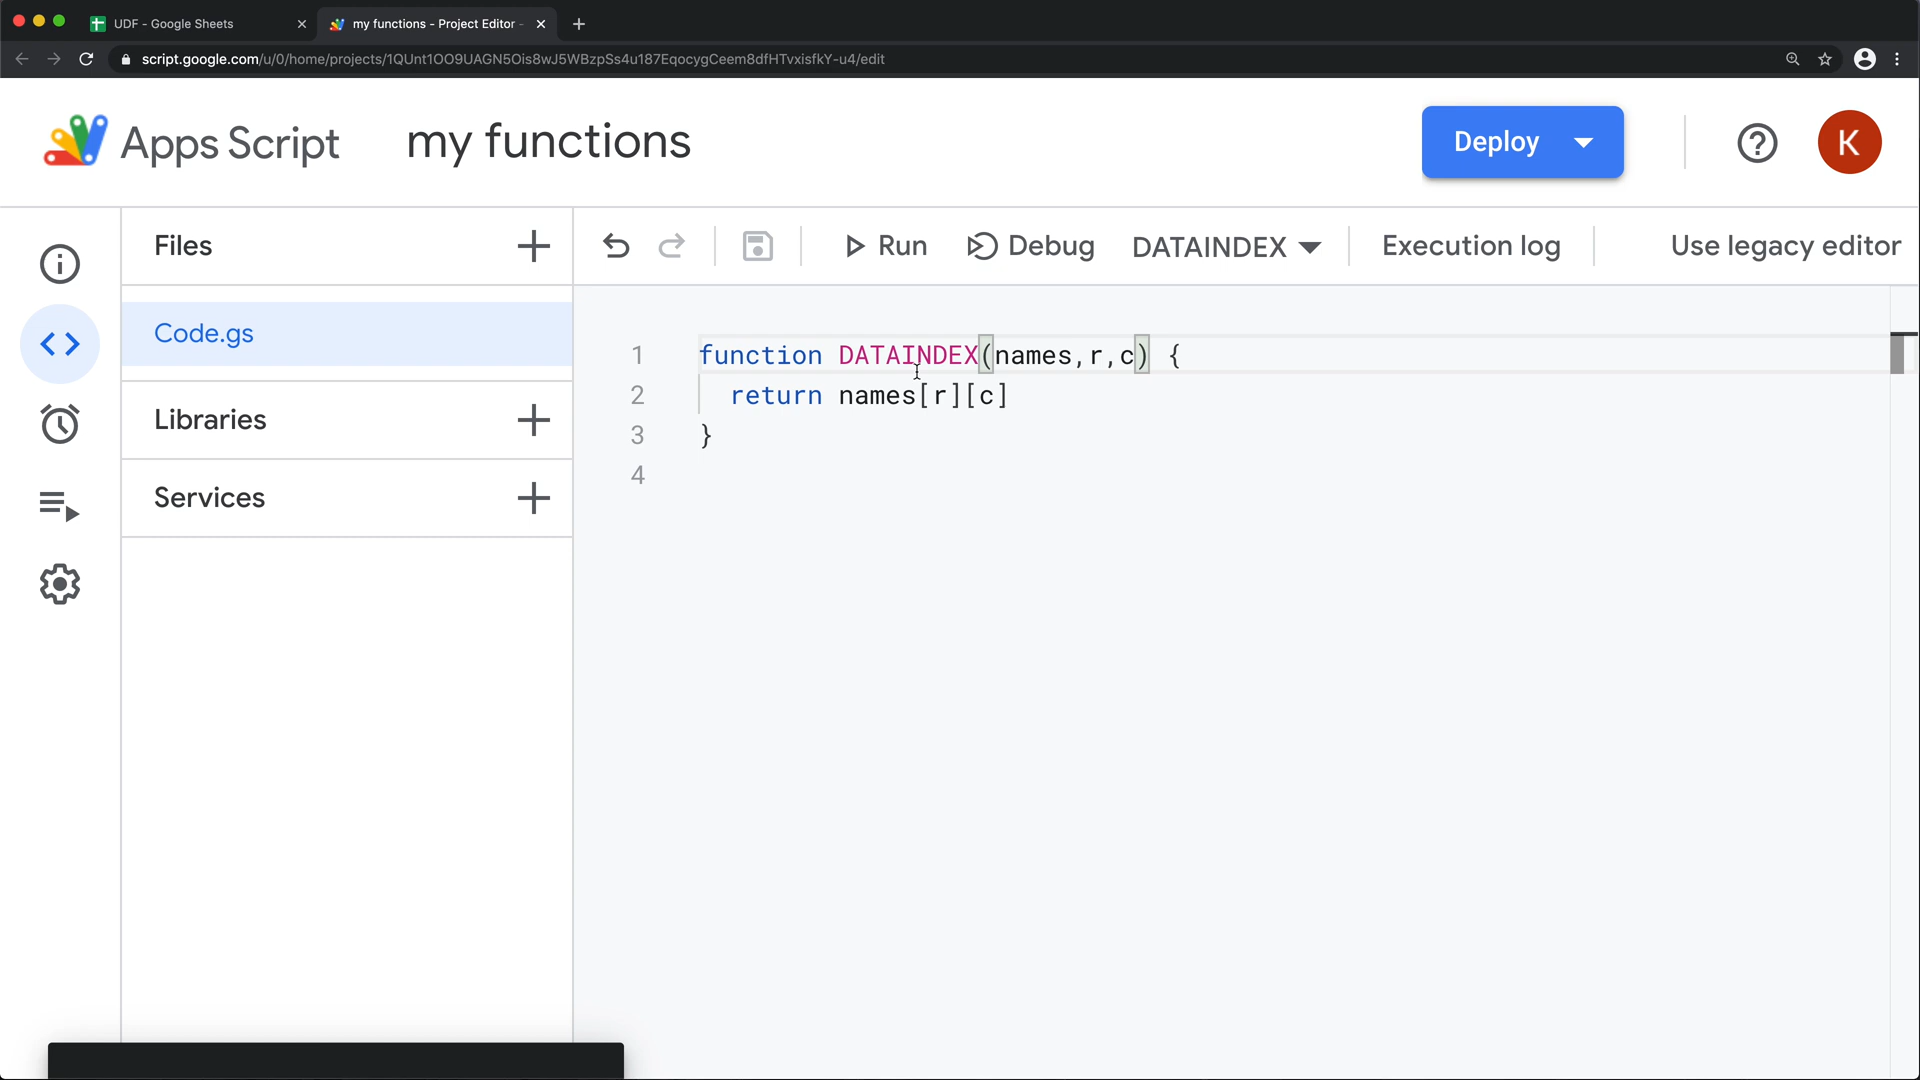 UDF - Google Sheets
my functions - Project Editor -
script.google.com/u/0/home/projects/1QUnt1OO9UAGN5Ois8wJ5WBzpSs4u187EqocygCeem8dfHTvxisfkY-u4/edit
Apps Script
my functions
Deploy
K
Files
Run
Debug
DATAINDEX
Execution log
Use legacy editor
Code.gs
Libraries
Services
1 function DATAINDEX(names,r,c) {
2 return names[r][c]
3 }
4